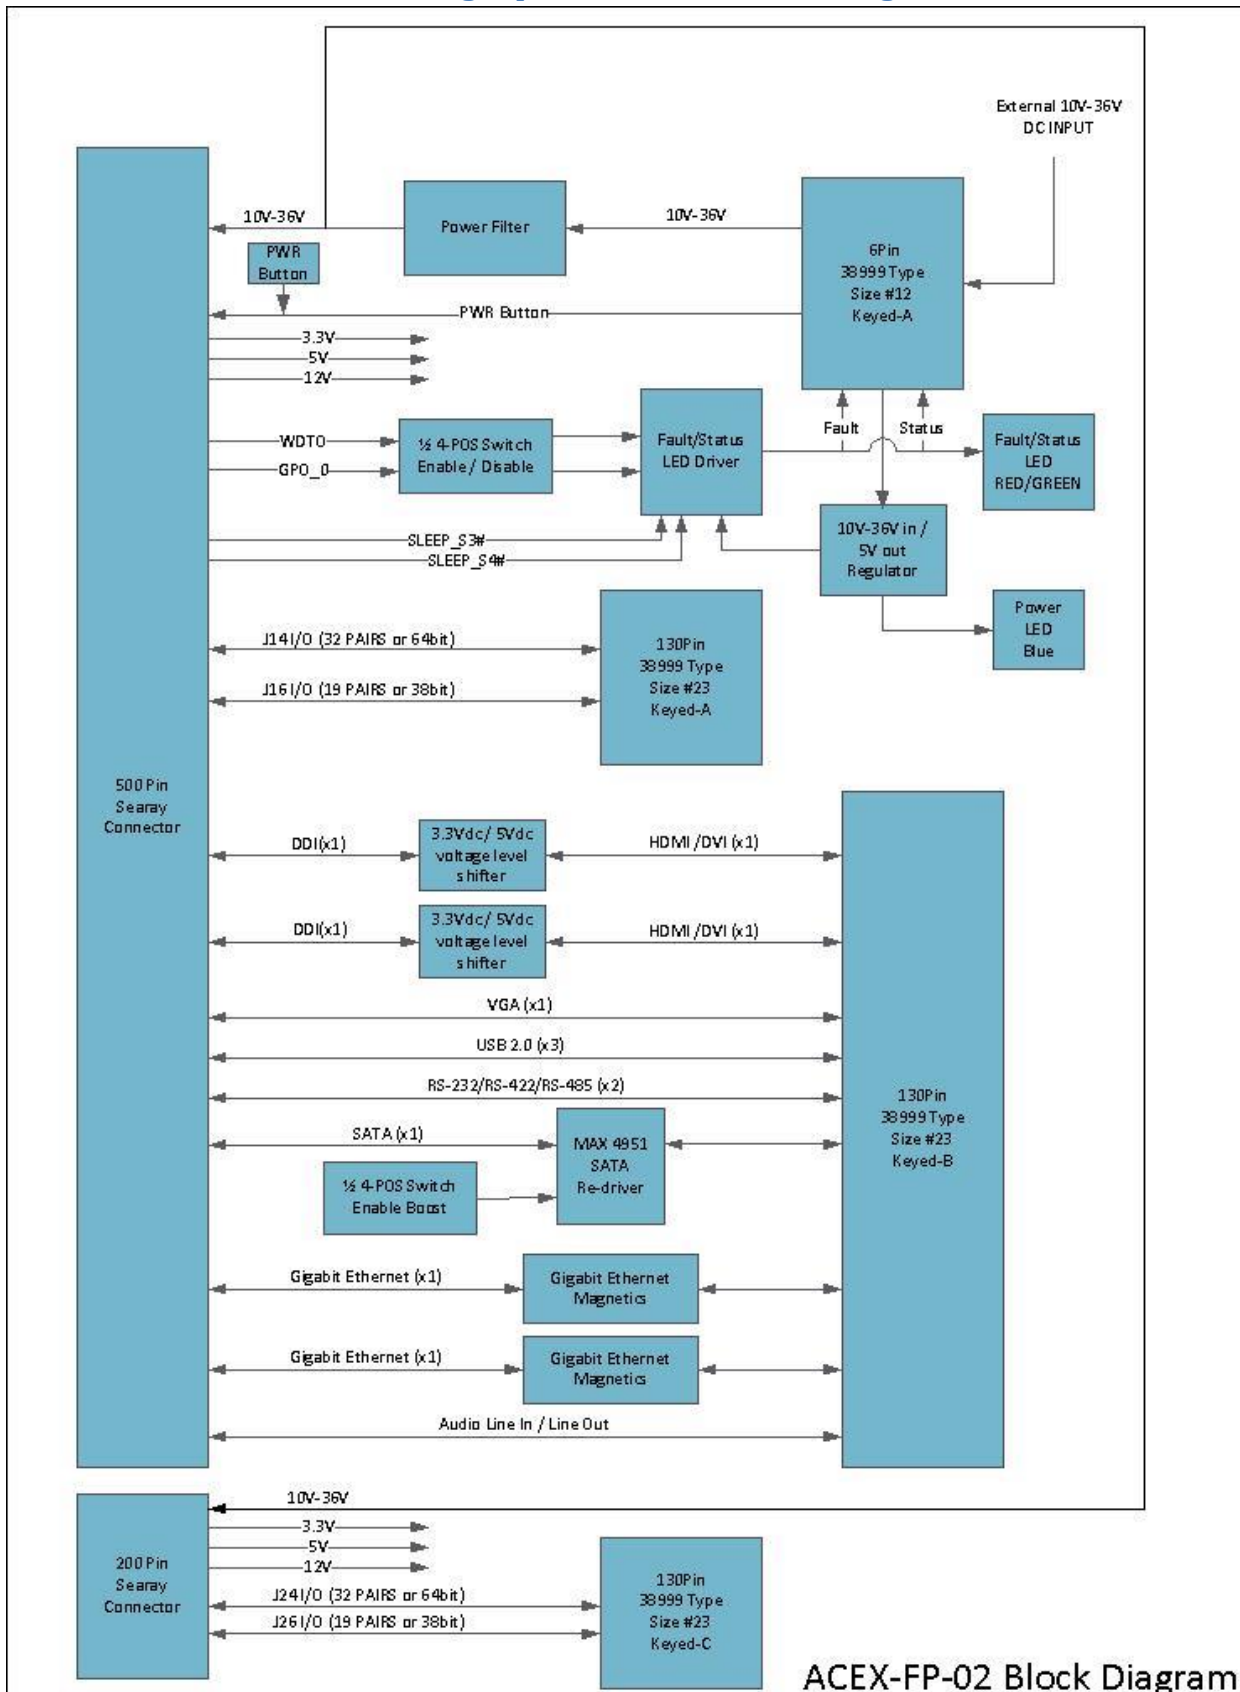 External 10V-36V
DC INPUT
10V-36V
Power Filter
10V-36V
6Pin
38999 Type
Size #12
Keyed-A
PWR
Button
PWR Button
3.3V
5V
12V
WDTO
GPO_0
½ 4-POS Switch
Enable / Disable
Fault/Status
LED Driver
Fault
Status
Fault/Status
LED
RED/GREEN
SLEEP_S3#
SLEEP_S4#
10V-36V in /
5V out
Regulator
Power
LED
Blue
J14 I/O (32 PAIRS or 64bit)
J16 I/O (19 PAIRS or 38bit)
130Pin
38999 Type
Size #23
Keyed-A
500 Pin
Searay
Connector
DDI(x1)
3.3Vdc/ 5Vdc
voltage level
shifter
HDMI /DVI (x1)
DDI(x1)
3.3Vdc/ 5Vdc
voltage level
shifter
HDMI /DVI (x1)
VGA (x1)
USB 2.0 (x3)
RS-232/RS-422/RS-485 (x2)
SATA (x1)
MAX 4951
SATA
Re-driver
½ 4-POS Switch
Enable Boost
130Pin
38999 Type
Size #23
Keyed-B
Gigabit Ethernet (x1)
Gigabit Ethernet
Magnetics
Gigabit Ethernet (x1)
Gigabit Ethernet
Magnetics
Audio Line In / Line Out
10V-36V
3.3V
5V
12V
200 Pin
Searay
Connector
J24 I/O (32 PAIRS or 64bit)
J26 I/O (19 PAIRS or 38bit)
130Pin
38999 Type
Size #23
Keyed-C
ACEX-FP-02 Block Diagram